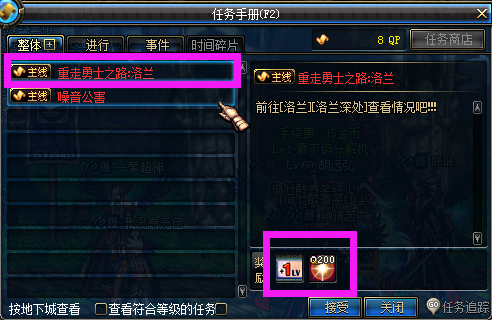 任务手册(F2)
整体 进行 事件 时间碎片
8 QP 任务商店
主线 重走勇士之路:洛兰
主线 噪音公害
主线 重走勇士之路:洛兰
前往[洛兰][洛兰深处]查看情况吧!!!
奖励
+1LV
Q200
按地下城查看 查看符合等级的任务
接受 关闭 GO 任务追踪